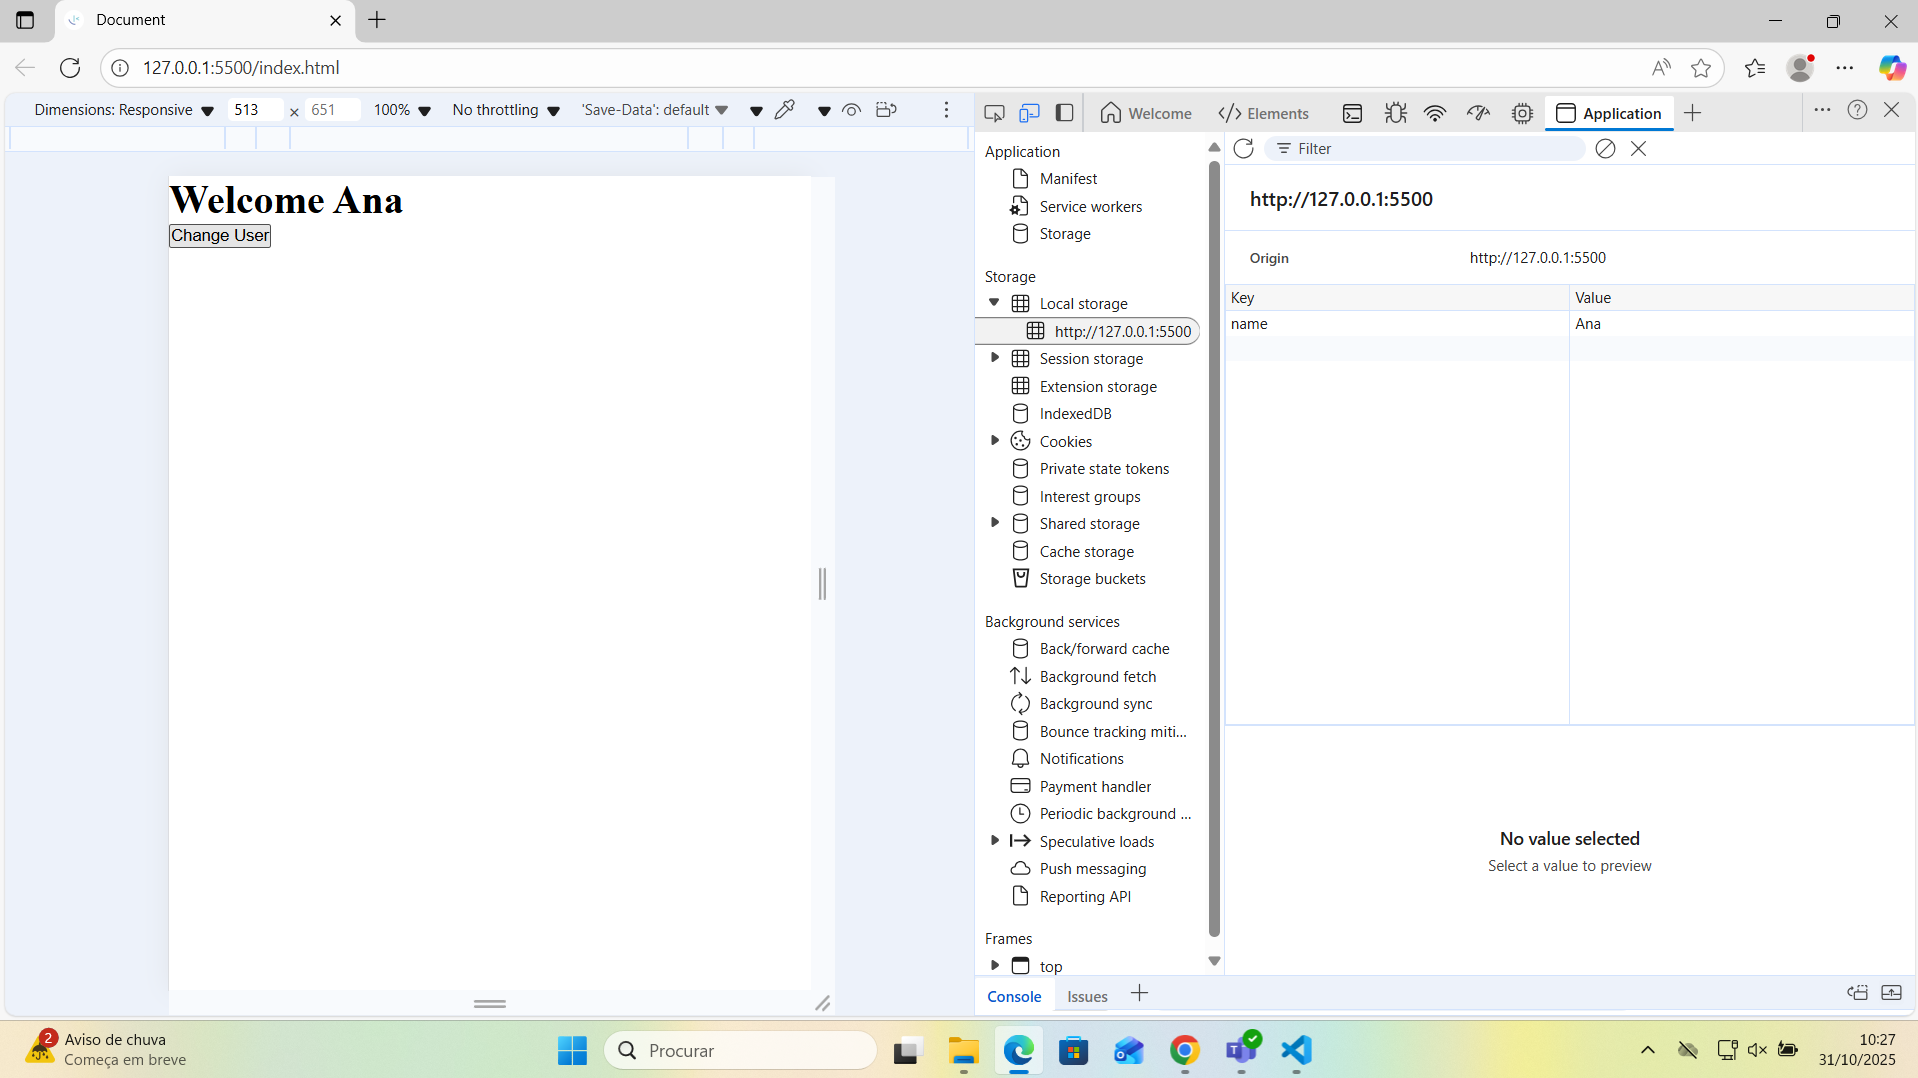 Document
127.0.0.1:5500/index.html
Dimensions: Responsive 513 × 651 100% No throttling 'Save-Data': default
Welcome Elements Application
Welcome Ana
Change User
Application
Manifest
Service workers
Storage
Storage
Local storage
http://127.0.0.1:5500
Session storage
Extension storage
IndexedDB
Cookies
Private state tokens
Interest groups
Shared storage
Cache storage
Storage buckets
Background services
Back/forward cache
Background fetch
Background sync
Bounce tracking miti...
Notifications
Payment handler
Periodic background ...
Speculative loads
Push messaging
Reporting API
Frames
top
Filter
http://127.0.0.1:5500
Origin http://127.0.0.1:5500
Key Value
name Ana
No value selected
Select a value to preview
Console Issues
2
Aviso de chuva
Começa em breve
Procurar
10:27
31/10/2025